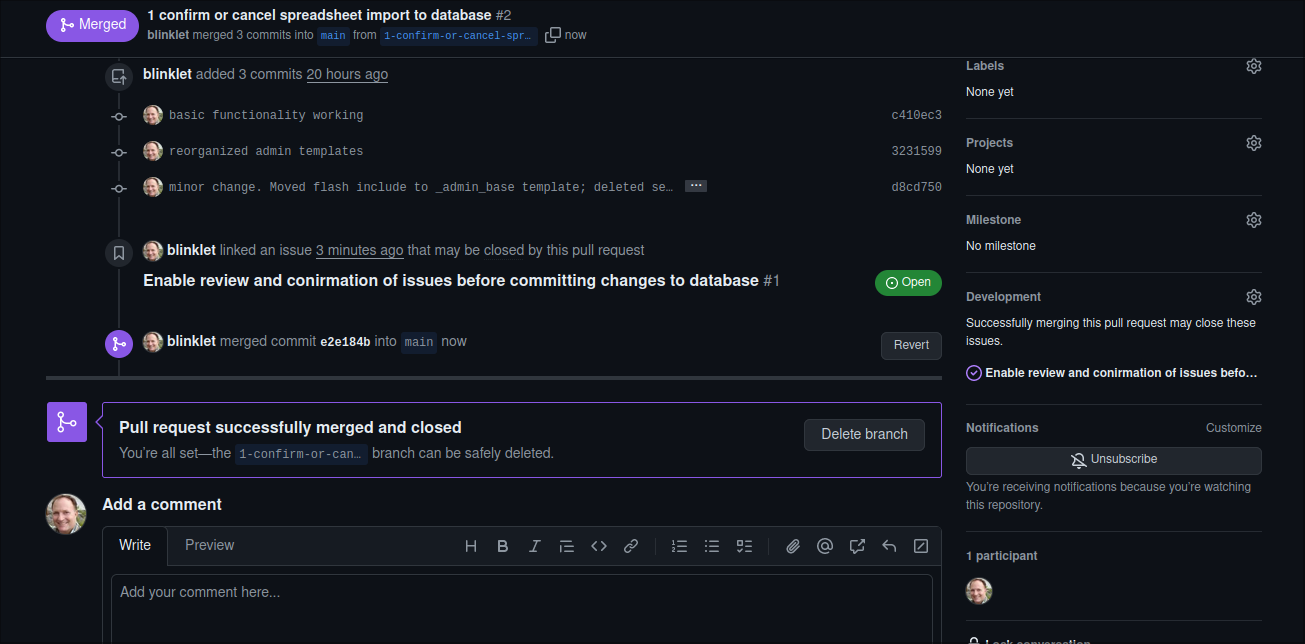 Merged
1 confirm or cancel spreadsheet import to database #2
blinklet merged 3 commits into main from 1-confirm-or-cancel-spr… now
blinklet added 3 commits 20 hours ago
basic functionality working c410ec3
reorganized admin templates 3231599
minor change. Moved flash include to _admin_base template; deleted se… ··· d8cd750
blinklet linked an issue 3 minutes ago that may be closed by this pull request
Enable review and conirmation of issues before committing changes to database #1 Open
blinklet merged commit e2e184b into main now Revert
Pull request successfully merged and closed
You're all set—the 1-confirm-or-can… branch can be safely deleted.
Delete branch
Add a comment
Write Preview
Add your comment here...
Labels
None yet
Projects
None yet
Milestone
No milestone
Development
Successfully merging this pull request may close these
issues.
Enable review and conirmation of issues befo…
Notifications Customize
Unsubscribe
You're receiving notifications because you're watching
this repository.
1 participant
Lock conversation